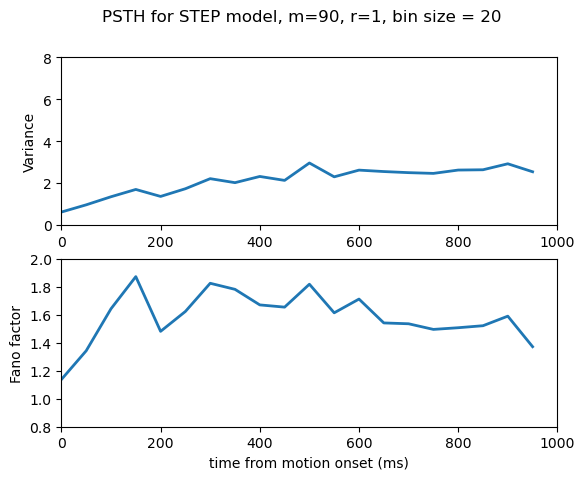 PSTH for STEP model, m=90, r=1, bin size = 20
8
6
4
2
0
Variance
0 200 400 600 800 1000
2.0
1.8
1.6
1.4
1.2
1.0
0.8
Fano factor
0 200 400 600 800 1000
time from motion onset (ms)